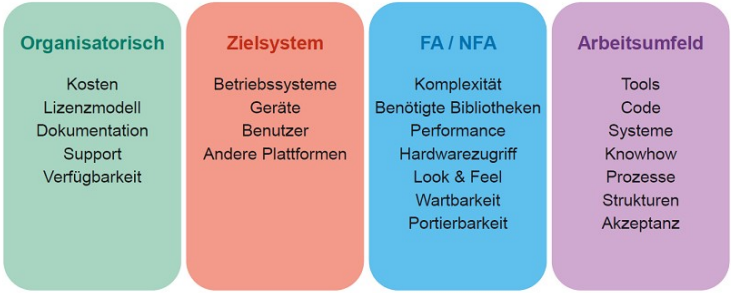 Organisatorisch
Kosten
Lizenzmodell
Dokumentation
Support
Verfügbarkeit
Zielsystem
Betriebssysteme
Geräte
Benutzer
Andere Plattformen
FA / NFA
Komplexität
Benötigte Bibliotheken
Performance
Hardwarezugriff
Look & Feel
Wartbarkeit
Portierbarkeit
Arbeitsumfeld
Tools
Code
Systeme
Knowhow
Prozesse
Strukturen
Akzeptanz